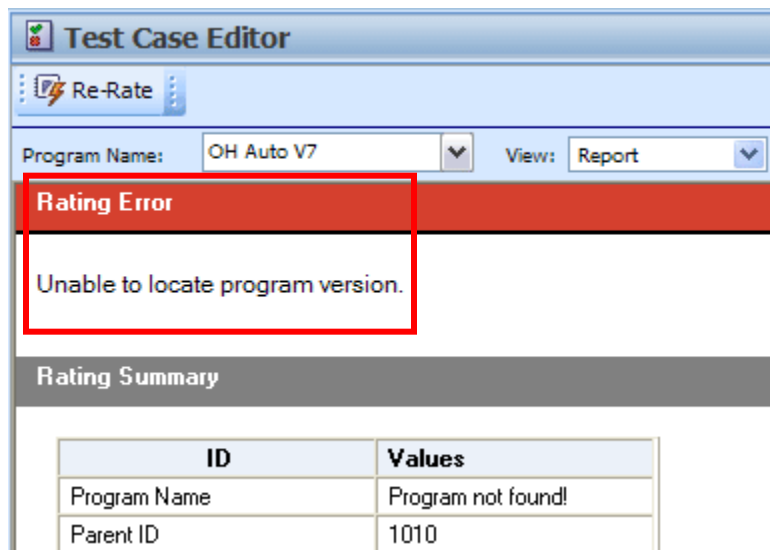 Test Case Editor
Re-Rate
Program Name: OH Auto V7 View: Report
Rating Error
Unable to locate program version.
Rating Summary
ID Values
Program Name Program not found!
Parent ID 1010